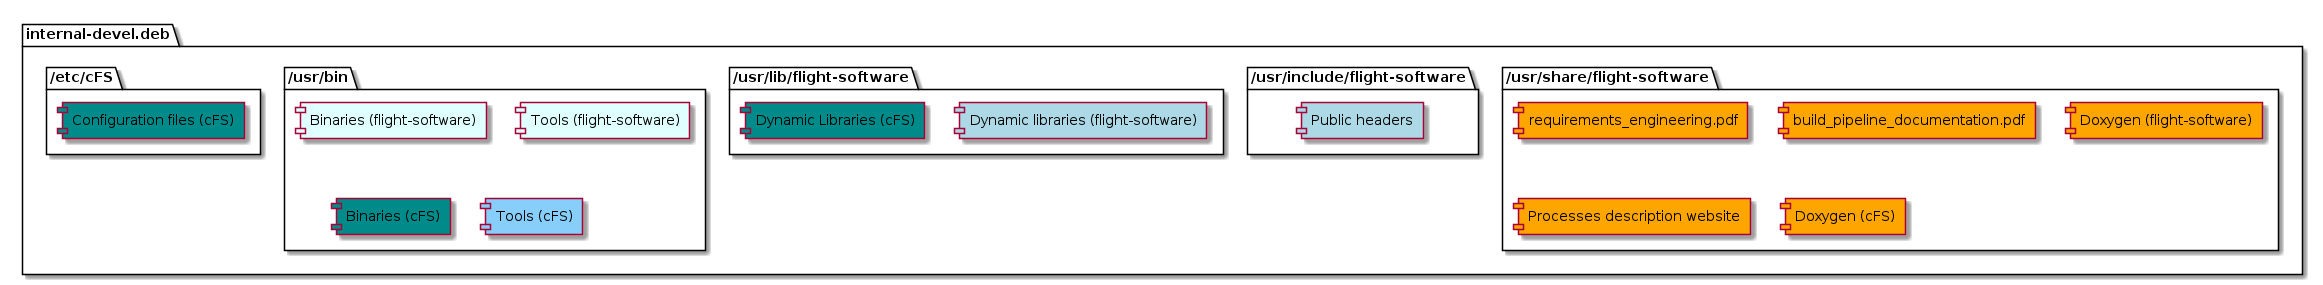 internal-devel.deb
/etc/cFS
Configuration files (cFS)
/usr/bin
Binaries (flight-software)
Tools (flight-software)
Binaries (cFS)
Tools (cFS)
/usr/lib/flight-software
Dynamic Libraries (cFS)
Dynamic libraries (flight-software)
/usr/include/flight-software
Public headers
/usr/share/flight-software
requirements_engineering.pdf
build_pipeline_documentation.pdf
Doxygen (flight-software)
Processes description website
Doxygen (cFS)